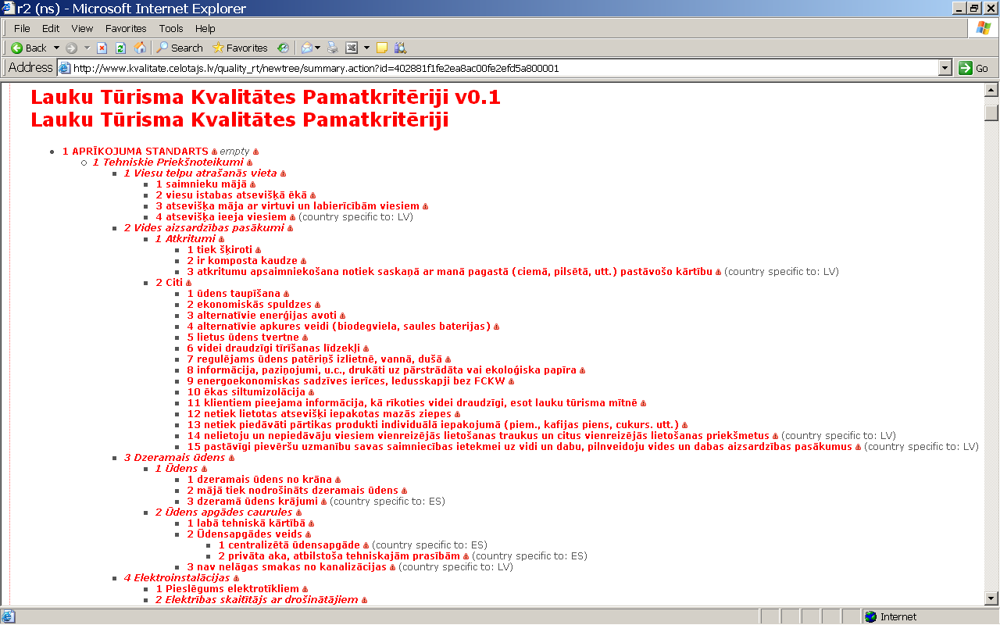 r2 (ns) - Microsoft Internet Explorer
File Edit View Favorites Tools Help
Back Search Favorites
Address http://www.kvalitate.celotajs.lv/quality_rt/newtree/summary.action?id=402881f1fe2ea8ac00fe2efd5a800001 Go
Lauku Tūrisma Kvalitātes Pamatkritēriji v0.1
Lauku Tūrisma Kvalitātes Pamatkritēriji
1 APRĪKOJUMA STANDARTS empty
1 Tehniskie Priekšnoteikumi
1 Viesu telpu atrašanās vieta
1 saimnieku mājā
2 viesu istabas atsevišķā ēkā
3 atsevišķa māja ar virtuvi un labierīcībām viesiem
4 atsevišķa ieeja viesiem (country specific to: LV)
2 Vides aizsardzības pasākumi
1 Atkritumi
1 tiek šķiroti
2 ir komposta kaudze
3 atkritumu apsaimniekošana notiek saskaņā ar manā pagastā (ciemā, pilsētā, utt.) pastāvošo kārtību (country specific to: LV)
2 Citi
1 ūdens taupīšana
2 ekonomiskās spuldzes
3 alternatīvie enerģijas avoti
4 alternatīvie apkures veidi (biodegviela, saules baterijas)
5 lietus ūdens tvertne
6 videi draudzīgi tīrīšanas līdzekļi
7 regulējams ūdens patēriņš izlietnē, vannā, dušā
8 informācija, paziņojumi, u.c., drukāti uz pārstrādāta vai ekoloģiska papīra
9 energoekonomiskas sadzīves ierīces, ledusskapji bez FCKW
10 ēkas siltumizolācija
11 klientiem pieejama informācija, kā rīkoties videi draudzīgi, esot lauku tūrisma mītnē
12 netiek lietotas atsevišķi iepakotas mazās ziepes
13 netiek piedāvāti pārtikas produkti individuālā iepakojumā (piem., kafijas piens, cukurs. utt.)
14 nelietoju un nepiedāvāju viesiem vienreizējās lietošanas traukus un citus vienreizējās lietošanas priekšmetus (country specific to: LV)
15 pastāvīgi pievēršu uzmanību savas saimniecības ietekmei uz vidi un dabu, pilnveidoju vides un dabas aizsardzības pasākumus (country specific to: LV)
3 Dzeramais ūdens
1 Ūdens
1 dzeramais ūdens no krāna
2 mājā tiek nodrošināts dzeramais ūdens
3 dzeramā ūdens krājumi (country specific to: ES)
2 Ūdens apgādes caurules
1 labā tehniskā kārtībā
2 Ūdensapgādes veids
1 centralizētā ūdensapgāde (country specific to: ES)
2 privāta aka, atbilstoša tehniskajām prasībām (country specific to: ES)
3 nav nelāgas smakas no kanalizācijas (country specific to: LV)
4 Elektroinstalācijas
1 Pieslēgums elektrotīkliem
2 Elektrības skaitītājs ar drošinātājiem
Internet